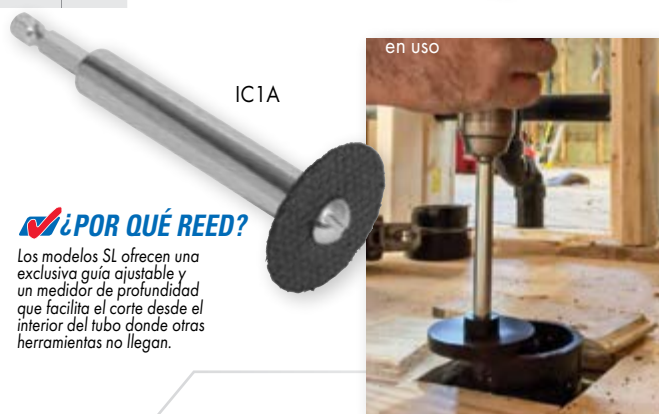 en uso
IC1A
¿POR QUÉ REED?
Los modelos SL ofrecen una
exclusiva guía ajustable y
un medidor de profundidad
que facilita el corte desde el
interior del tubo donde otras
herramientas no llegan.